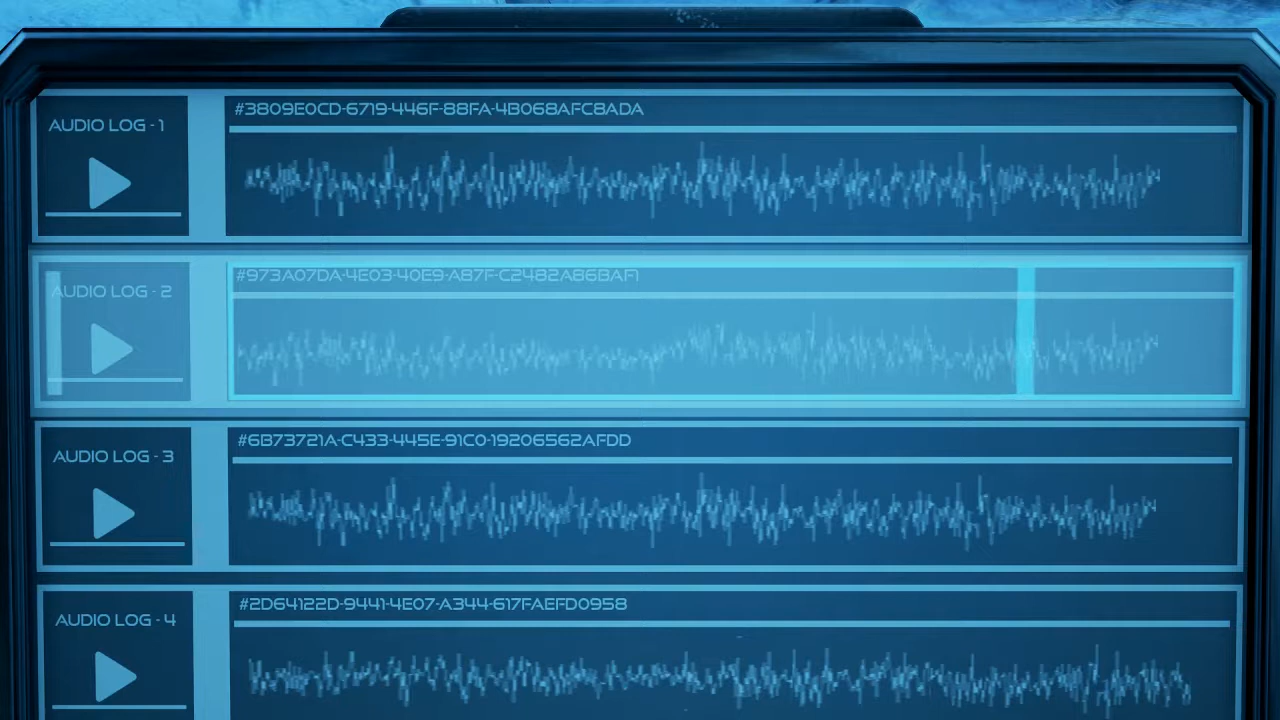 #3809E0CD-6719-446F-88FA-4B068AFC8ADA
AUDIO LOG - 1
#973A07DA-4E03-40E9-A87F-C2482A86BAF1
AUDIO LOG - 2
#6B73721A-C433-445E-91C0-19206562AFDD
AUDIO LOG - 3
#2D64122D-9441-4E07-A344-617FAEFD0958
AUDIO LOG - 4